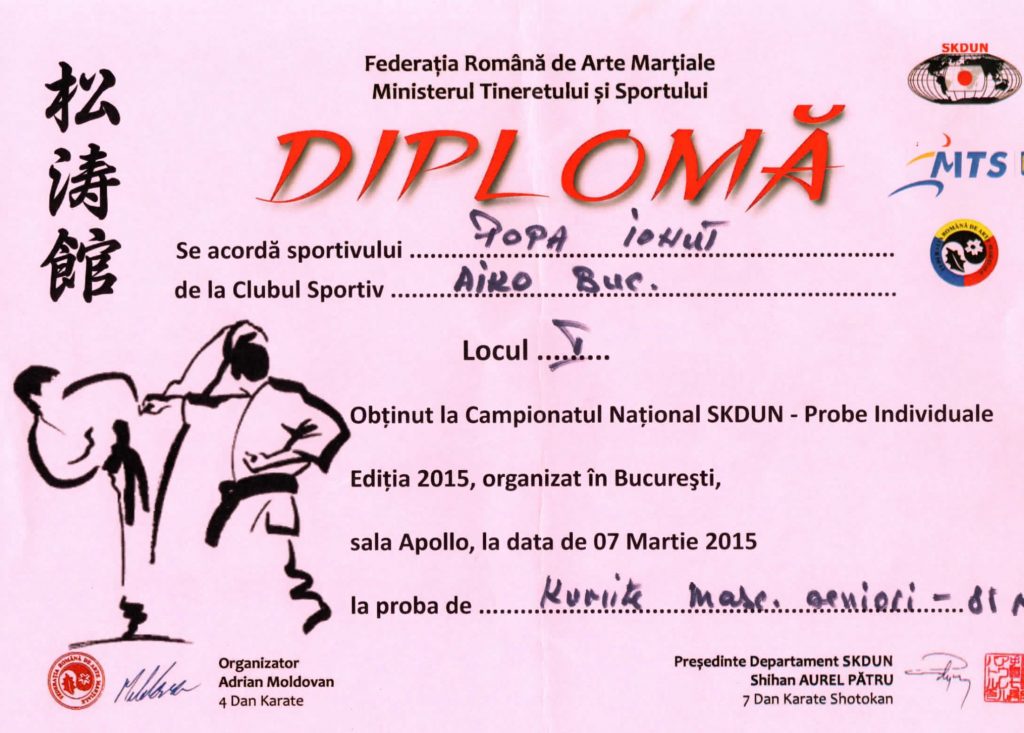 松
涛
館
Federația Română de Arte Marțiale
Ministerul Tineretului și Sportului
SKDUN
DIPLOMĂ
MTS
Se acordă sportivului POPA IONUT
de la Clubul Sportiv AIKO BUC.
Locul I
Obținut la Campionatul Național SKDUN - Probe Individuale
Ediția 2015, organizat în Bucureşti,
sala Apollo, la data de 07 Martie 2015
la proba de Kumite Masc. seniori - 81
Organizator
Adrian Moldovan
4 Dan Karate
Președinte Departament SKDUN
Shihan AUREL PĂTRU
7 Dan Karate Shotokan